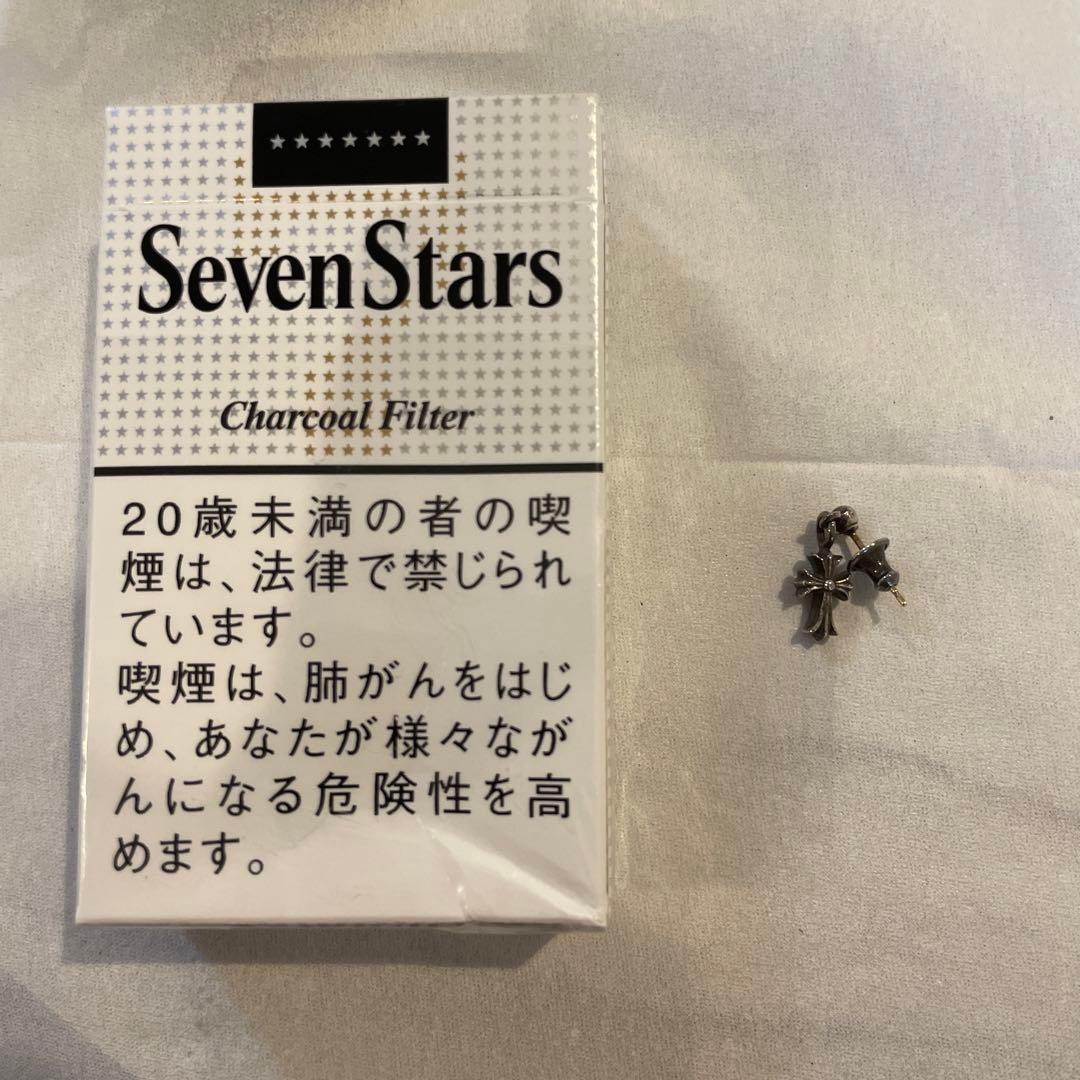 Seven Stars
Charcoal Filter
20歳未満の者の喫
煙は、法律で禁じられ
ています。
喫煙は、肺がんをはじ
め、あなたが様々なが
んになる危険性を高
めます。